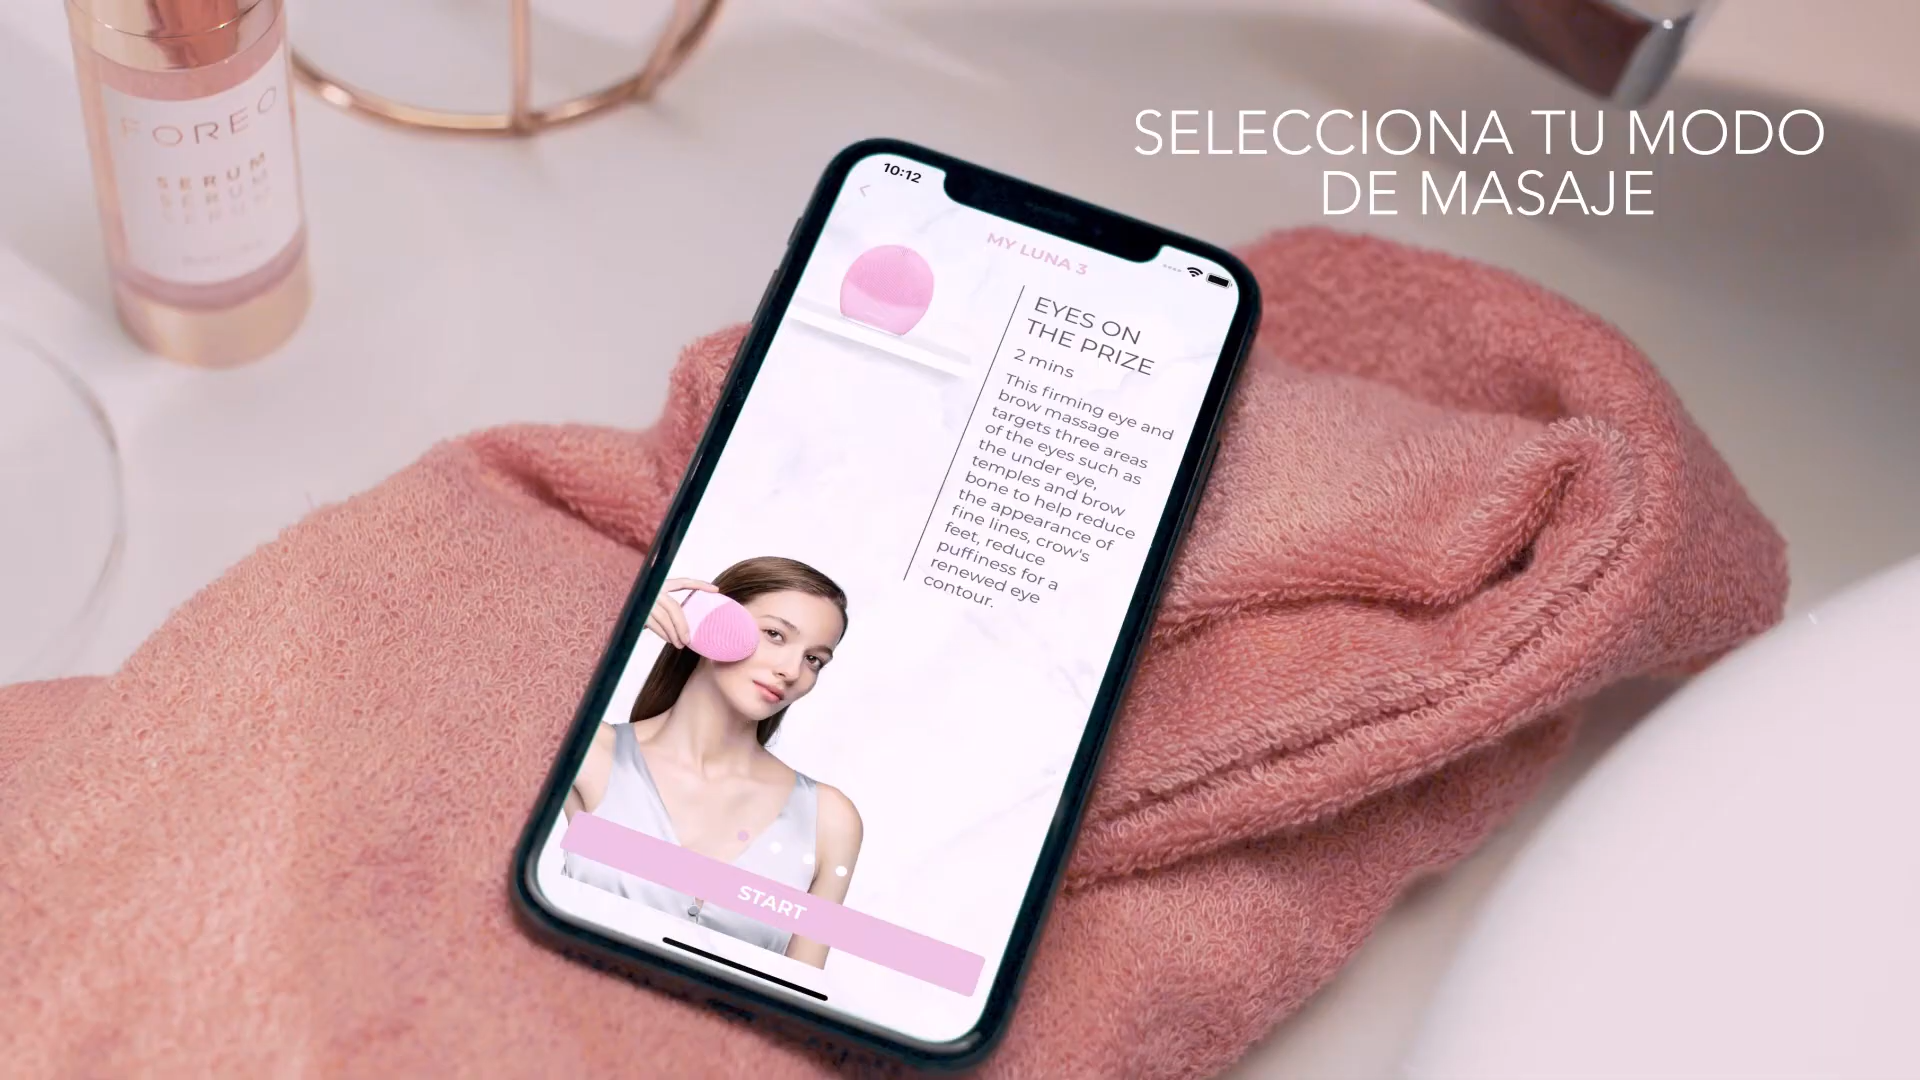 FOREO
SERUM
SERUM
SERUM
SELECCIONA TU MODO
DE MASAJE
10:12
MY LUNA 3
EYES ON
THE PRIZE
2 mins
This firming eye and
brow massage
targets three areas
of the eyes such as
the under eye,
temples and brow
bone to help reduce
the appearance of
fine lines, crow's
feet, reduce
puffiness for a
renewed eye
contour.
START